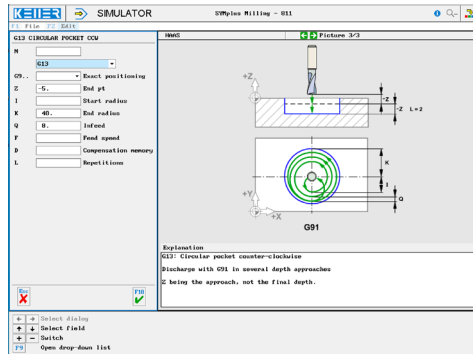 KELLER SIMULATOR SYMplus Milling - 011
F1 File F2 Edit
G13 CIRCULAR POCKET CCW
N
G13
G9.. Exact positioning
Z -5. End pt
I Start radius
K 40. End radius
Q 8. Infeed
F Feed speed
D Compensation memory
L Repetitions
Esc F10
HAAS Picture 3/3
+Z
-Z
-Z L=2
K
I
Q
+Y
+X
G91
Explanation
G13: Circular pocket counter-clockwise
Discharge with G91 in several depth approaches
Z being the approach, not the final depth.
Select dialog
Select field
+ - Switch
F9 Open drop-down list